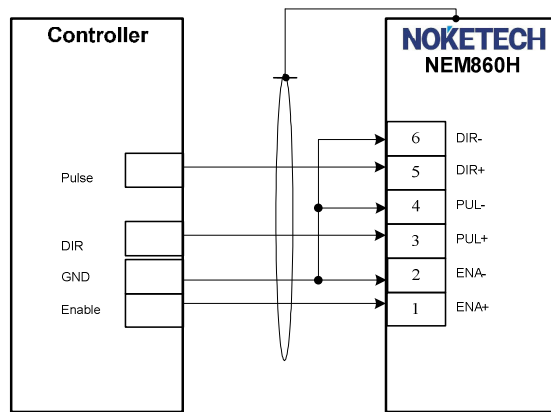 Controller
Pulse
DIR
GND
Enable
NOKETECH
NEM860H
6 DIR-
5 DIR+
4 PUL-
3 PUL+
2 ENA-
1 ENA+